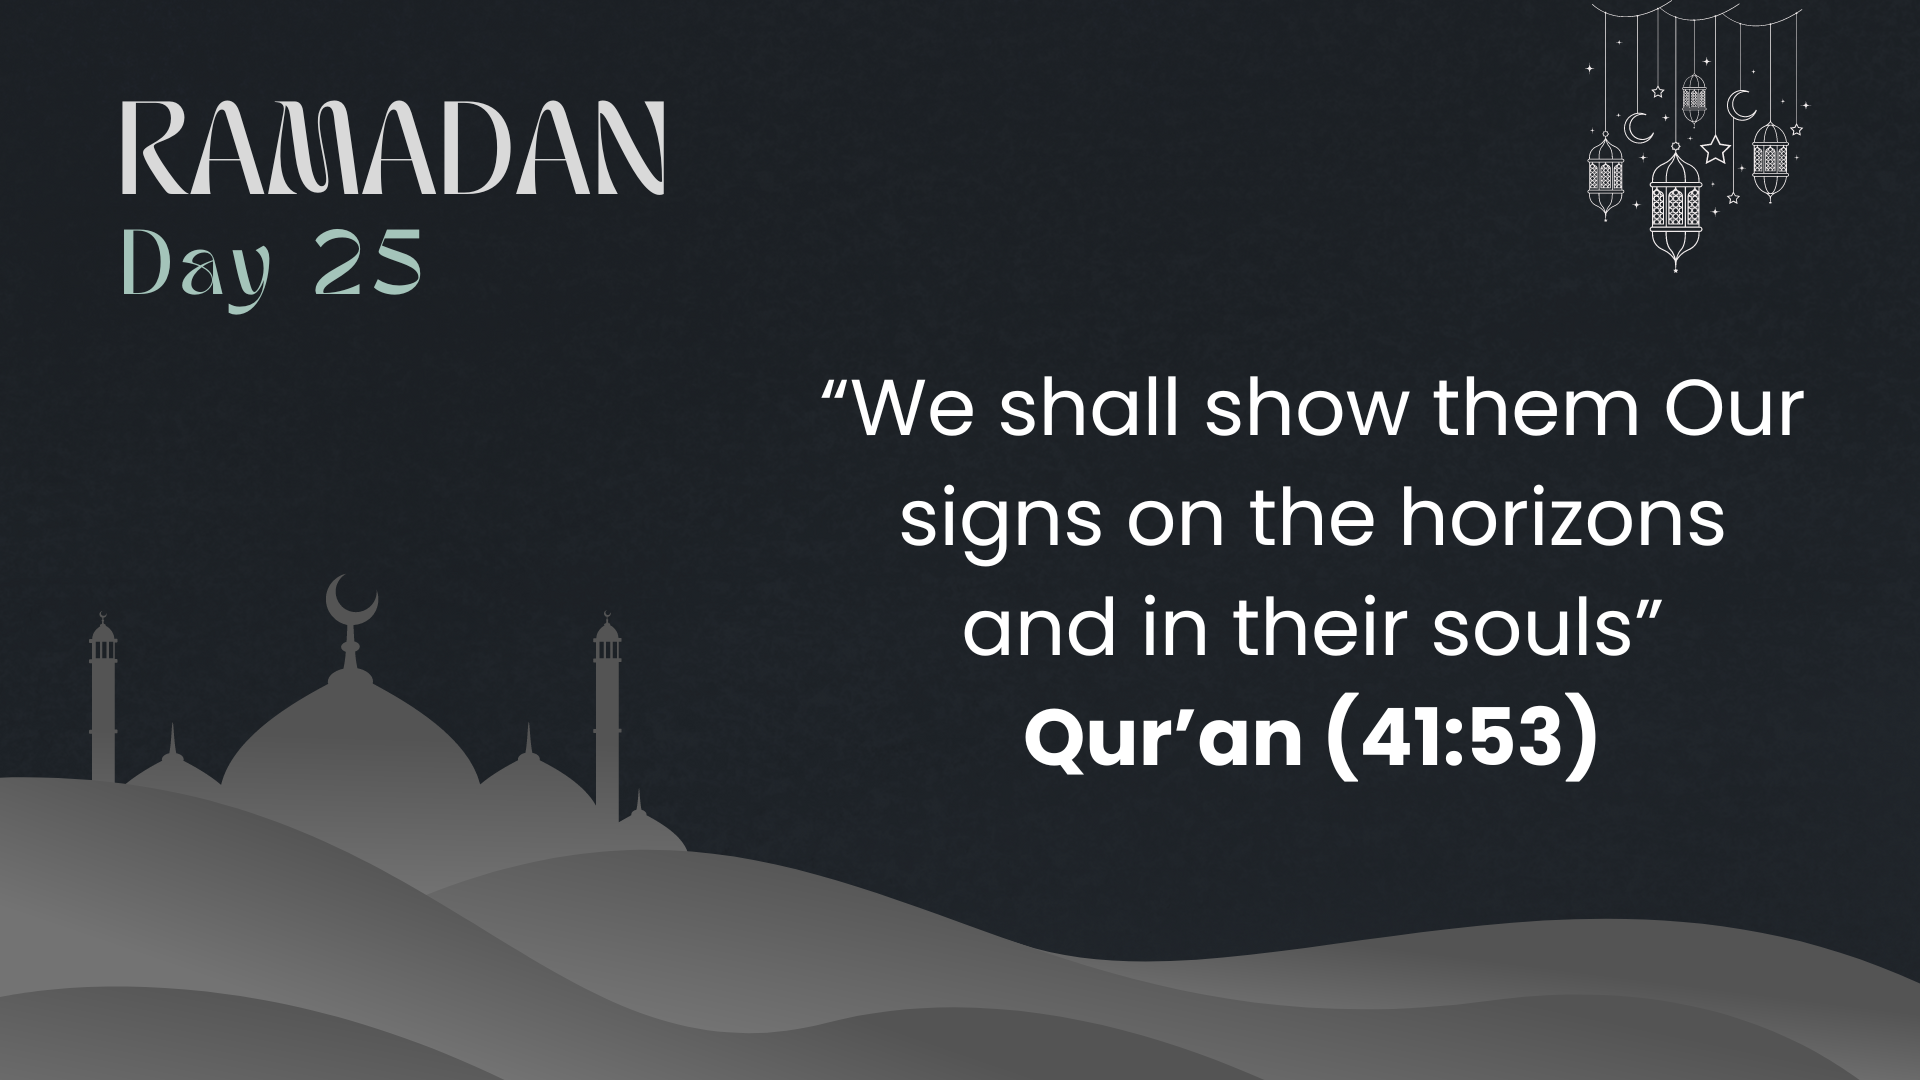 RAMADAN
Day 25
“We shall show them Our
signs on the horizons
and in their souls”
Qur’an (41:53)